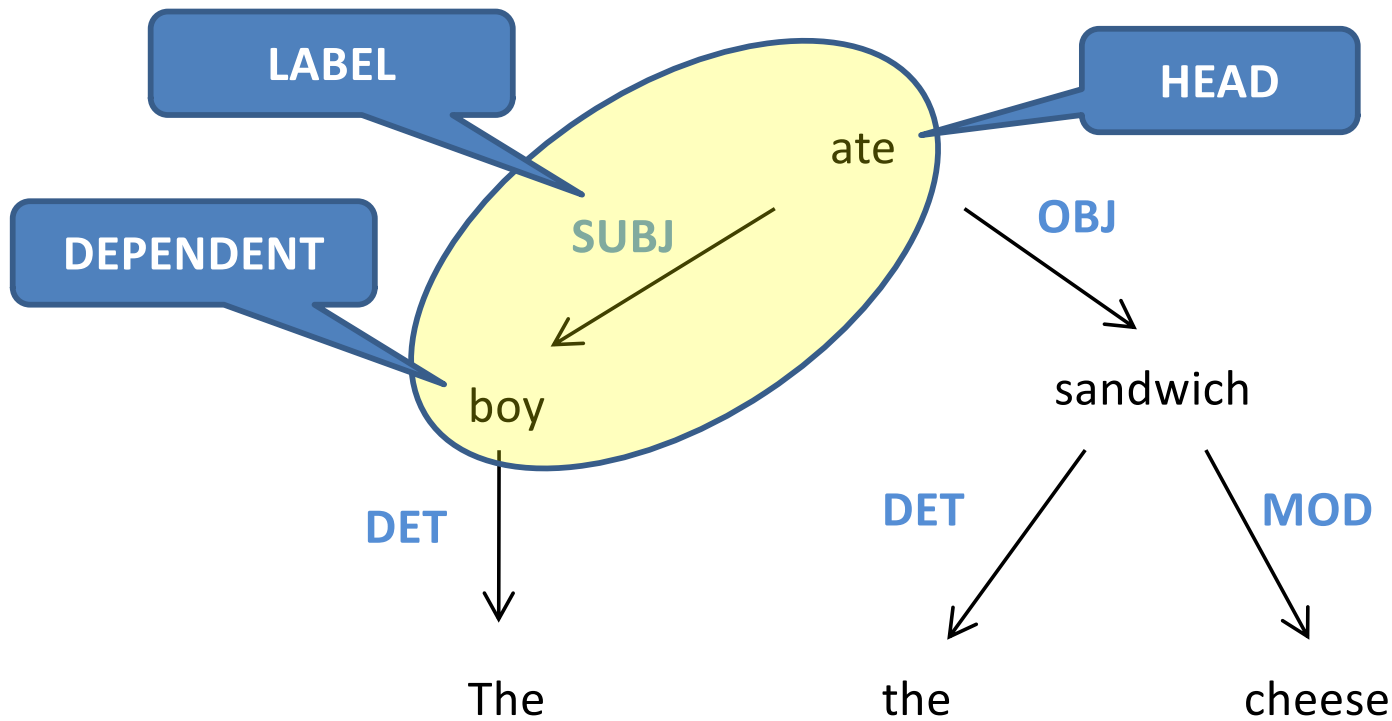 LABEL
HEAD
ate
OBJ
SUBJ
DEPENDENT
sandwich
boy
DET
MOD
DET
The
the
cheese